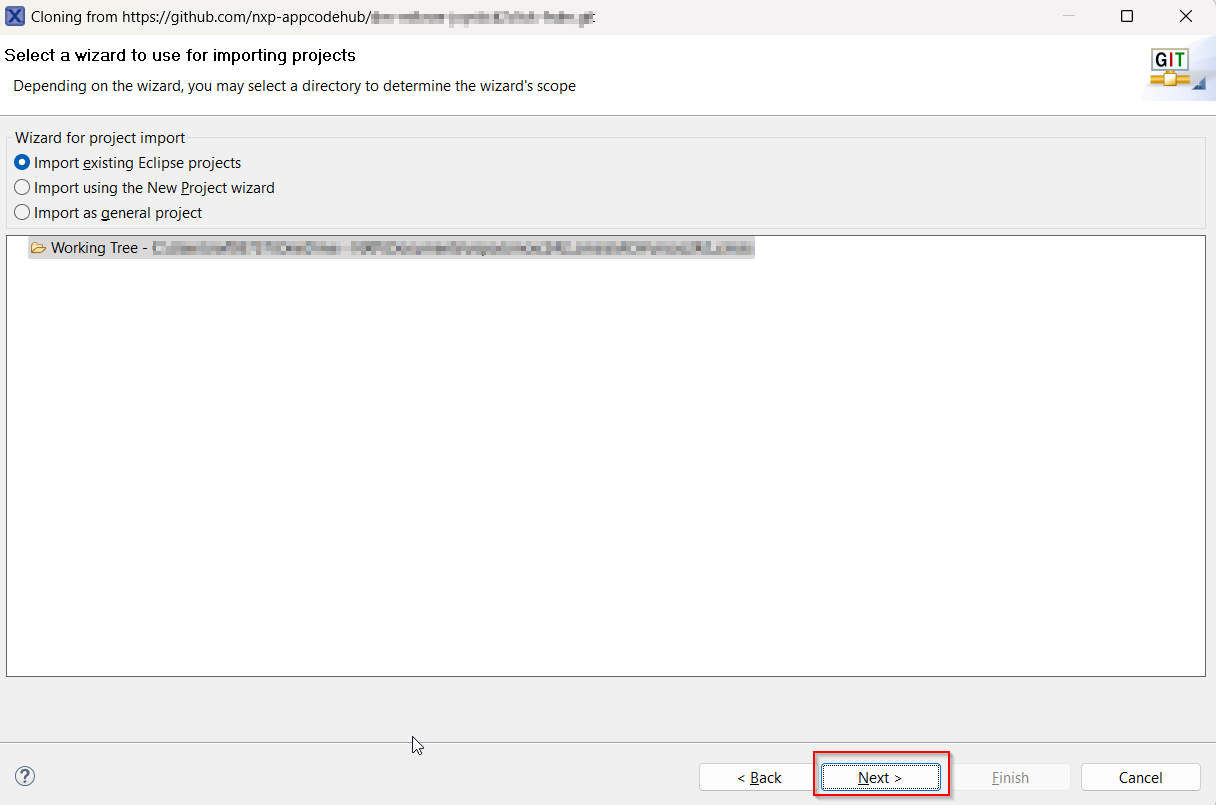 Cloning from https://github.com/nxp-appcodehub/
Select a wizard to use for importing projects
Depending on the wizard, you may select a directory to determine the wizard's scope
GIT
Wizard for project import
Import existing Eclipse projects
Import using the New Project wizard
Import as general project
Working Tree -
< Back
Next >
Finish
Cancel